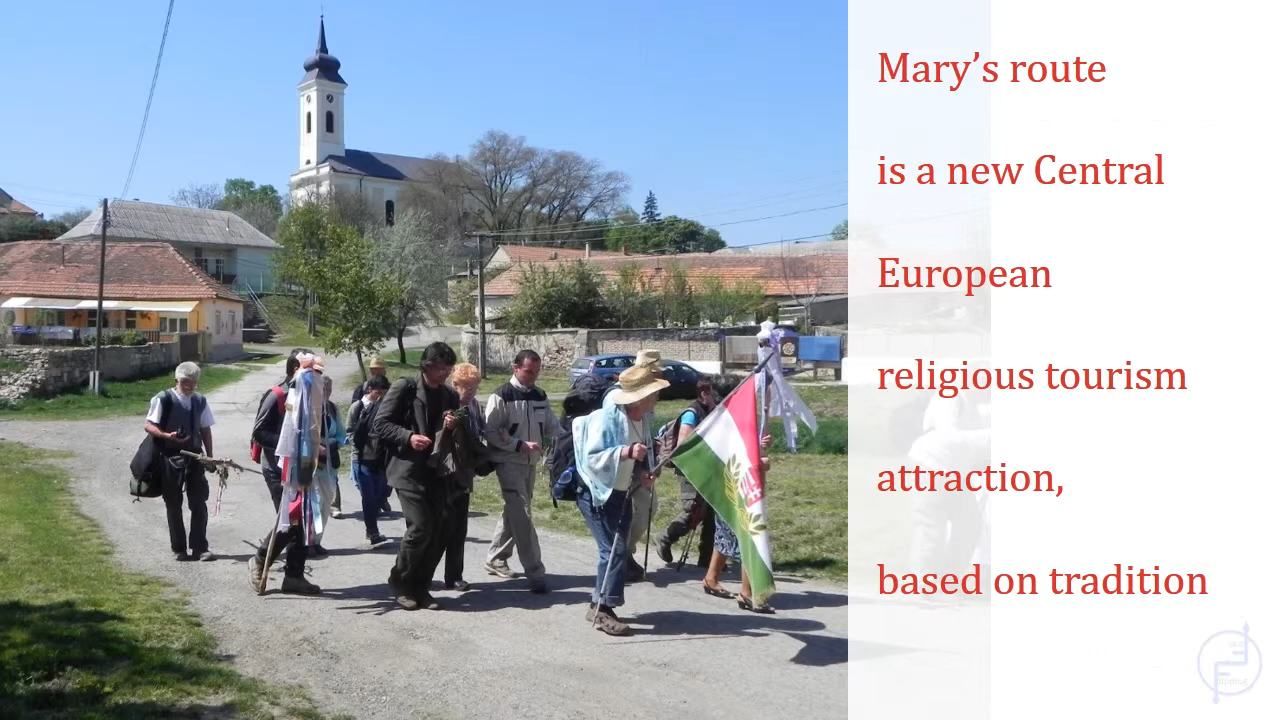 Mary’s route
is a new Central
European
religious tourism
attraction,
based on tradition